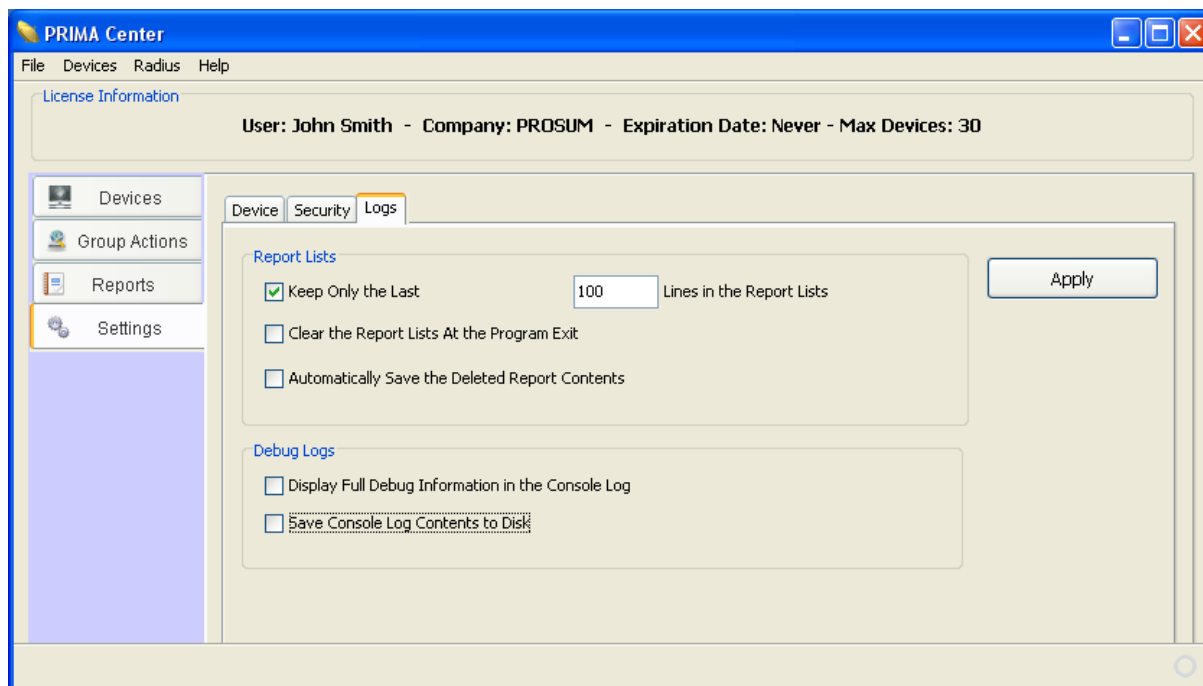 PRIMA Center
File Devices Radius Help
License Information
User: John Smith - Company: PROSUM - Expiration Date: Never - Max Devices: 30
Devices
Group Actions
Reports
Settings
Device Security Logs
Report Lists
Keep Only the Last 100 Lines in the Report Lists
Clear the Report Lists At the Program Exit
Automatically Save the Deleted Report Contents
Apply
Debug Logs
Display Full Debug Information in the Console Log
Save Console Log Contents to Disk